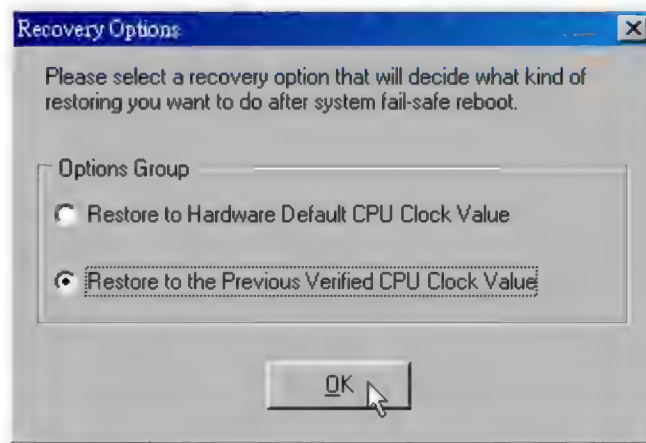 Recovery Options
Please select a recovery option that will decide what kind of
restoring you want to do after system fail-safe reboot.
Options Group
Restore to Hardware Default CPU Clock Value
Restore to the Previous Verified CPU Clock Value
OK